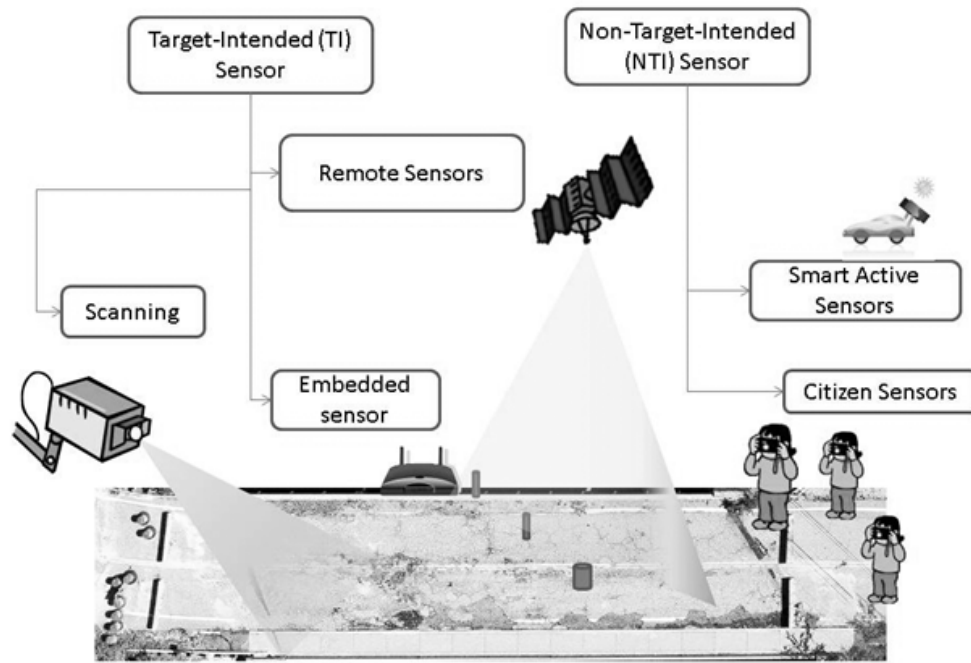 Target-Intended (TI)
Sensor
Non-Target-Intended
(NTI) Sensor
Remote Sensors
Smart Active
Sensors
Scanning
Embedded
sensor
Citizen Sensors